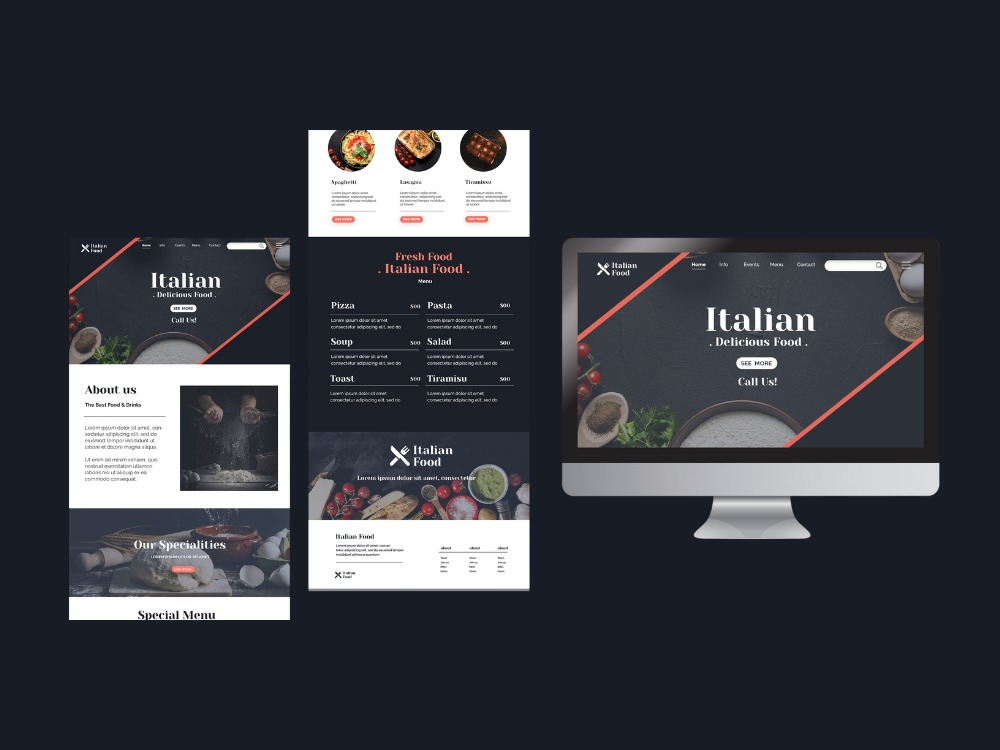 Italian
Food
Home Info Events Menu Contact
Italian
. Delicious Food .
SEE MORE
Call Us!
About us
The Best Food & Drinks
Lorem ipsum dolor sit amet, con-
sectetur adipiscing elit, sed do
eiusmod tempor incididunt ut
labore et dolore magna aliqua.
Ut enim ad minim veniam, quis
nostrud exercitation ullamco
laboris nisi ut aliquip ex ea
commodo consequat.
Our Specialities
LOREM IPSUM DOLOR SIT AMET
SEE MORE
Special Menu
Spaghetti Lasagna Tiramissu
Lorem ipsum dolor sit Lorem ipsum dolor sit Lorem ipsum dolor sit
amet, consectetur adipiscing sed amet, consectetur adipiscing sed amet, consectetur adipiscing sed
do eiusmod tempor incididunt do eiusmod tempor incididunt do eiusmod tempor incididunt
ut labore ut labore ut labore
SEE MORE SEE MORE SEE MORE
Fresh Food
. Italian Food .
Menu
Pizza $00 Pasta $00
Lorem ipsum dolor sit amet Lorem ipsum dolor sit amet
consectetur adipiscing elit, sed do consectetur adipiscing elit, sed do
Soup $00 Salad $00
Lorem ipsum dolor sit amet Lorem ipsum dolor sit amet
consectetur adipiscing elit, sed do consectetur adipiscing elit, sed do
Toast $00 Tiramisu $00
Lorem ipsum dolor sit amet Lorem ipsum dolor sit amet
consectetur adipiscing elit, sed do consectetur adipiscing elit, sed do
Italian
Food
Lorem ipsum dolor sit amet, consectetur
Italian Food
Lorem ipsum dolor sit amet, consec
tetur adipiscing elit, sed do eiusmod tempor
incididunt ut labore
about about about
Italian
Food
Italian
Food
Home Info Events Menu Contact
Italian
. Delicious Food .
SEE MORE
Call Us!